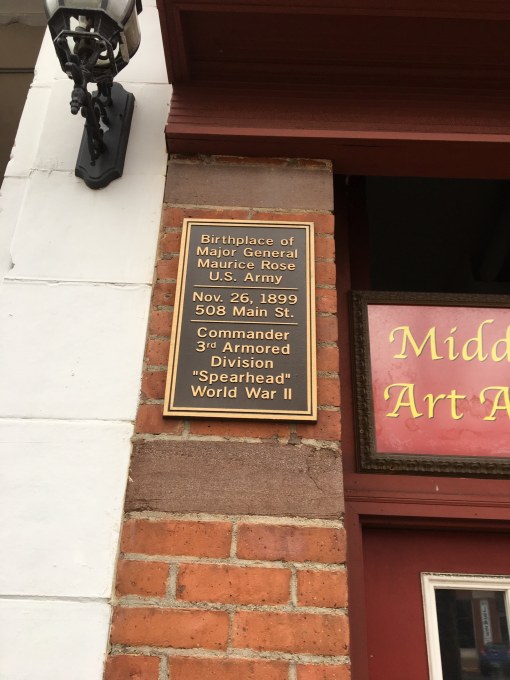 Birthplace of
Major General
Maurice Rose
U.S. Army
Nov. 26, 1899
508 Main St.
Commander
3rd Armored
Division
"Spearhead"
World War II
Midd
Art A